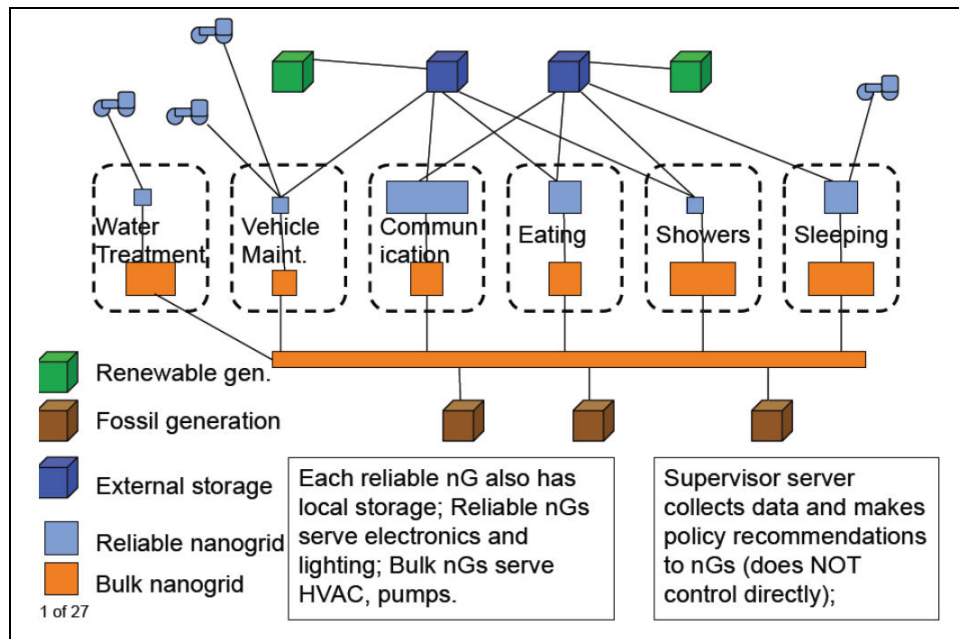 Water
Treatment
Vehicle
Maint.
Commun
ication
Eating
Showers
Sleeping
Renewable gen.
Fossil generation
External storage
Reliable nanogrid
Bulk nanogrid
1 of 27
Each reliable nG also has
local storage; Reliable nGs
serve electronics and
lighting; Bulk nGs serve
HVAC, pumps.
Supervisor server
collects data and makes
policy recommendations
to nGs (does NOT
control directly);